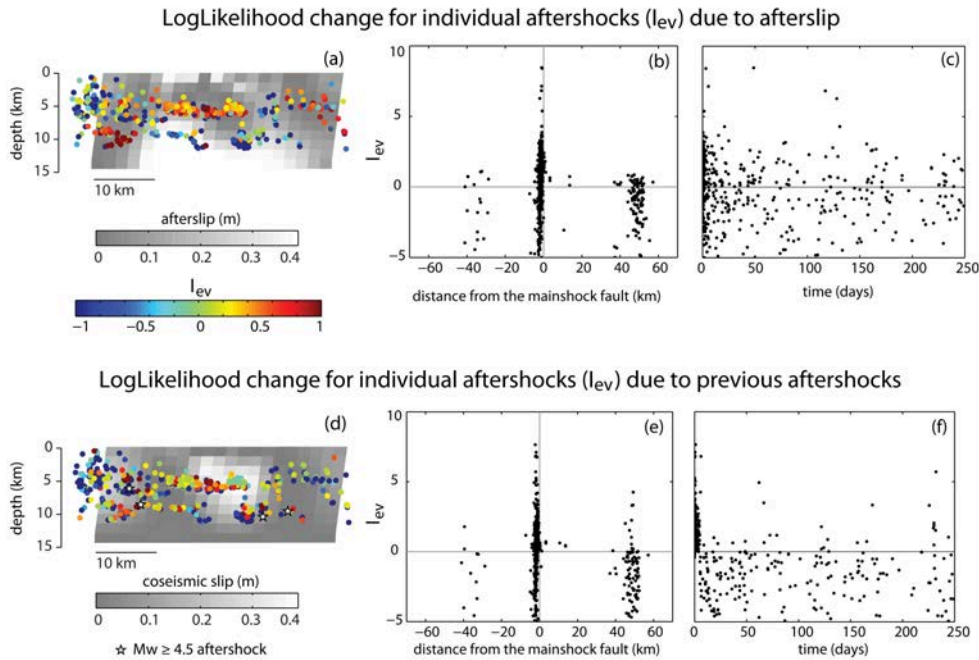 LogLikelihood change for individual aftershocks (Iev) due to afterslip
(a)
0
5
10
15
depth (km)
10 km
afterslip (m)
0 0.1 0.2 0.3 0.4
Iev
−1 −0.5 0 0.5 1
(b)
10
5
0
−5
Iev
−60 −40 −20 0 20 40 60
distance from the mainshock fault (km)
(c)
0 50 100 150 200 250
time (days)
LogLikelihood change for individual aftershocks (Iev) due to previous aftershocks
(d)
0
5
10
15
depth (km)
10 km
coseismic slip (m)
0 0.1 0.2 0.3 0.4
☆ Mw ≥ 4.5 aftershock
(e)
10
5
0
−5
Iev
−60 −40 −20 0 20 40 60
distance from the mainshock fault (km)
(f)
0 50 100 150 200 250
time (days)